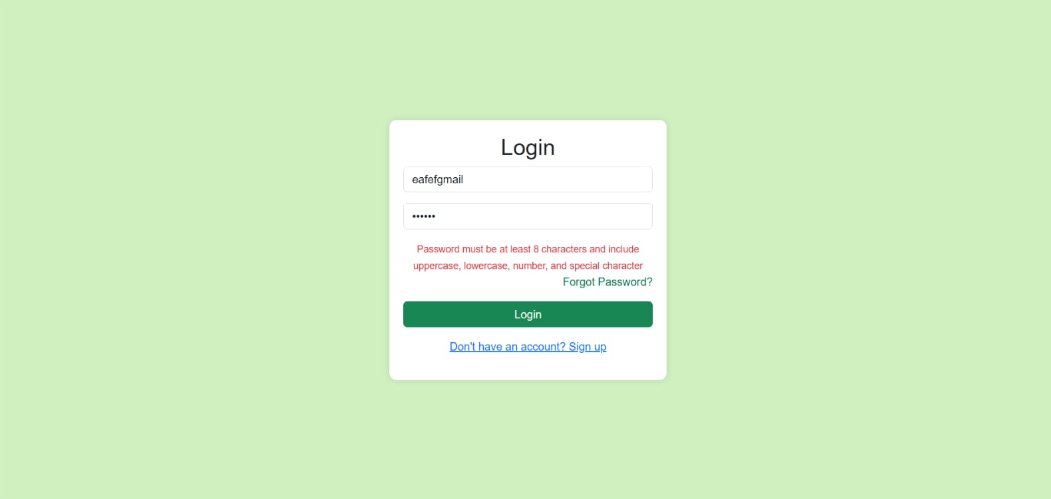 Login
eafefgmail
••••••
Password must be at least 8 characters and include
uppercase, lowercase, number, and special character
Forgot Password?
Login
Don't have an account? Sign up